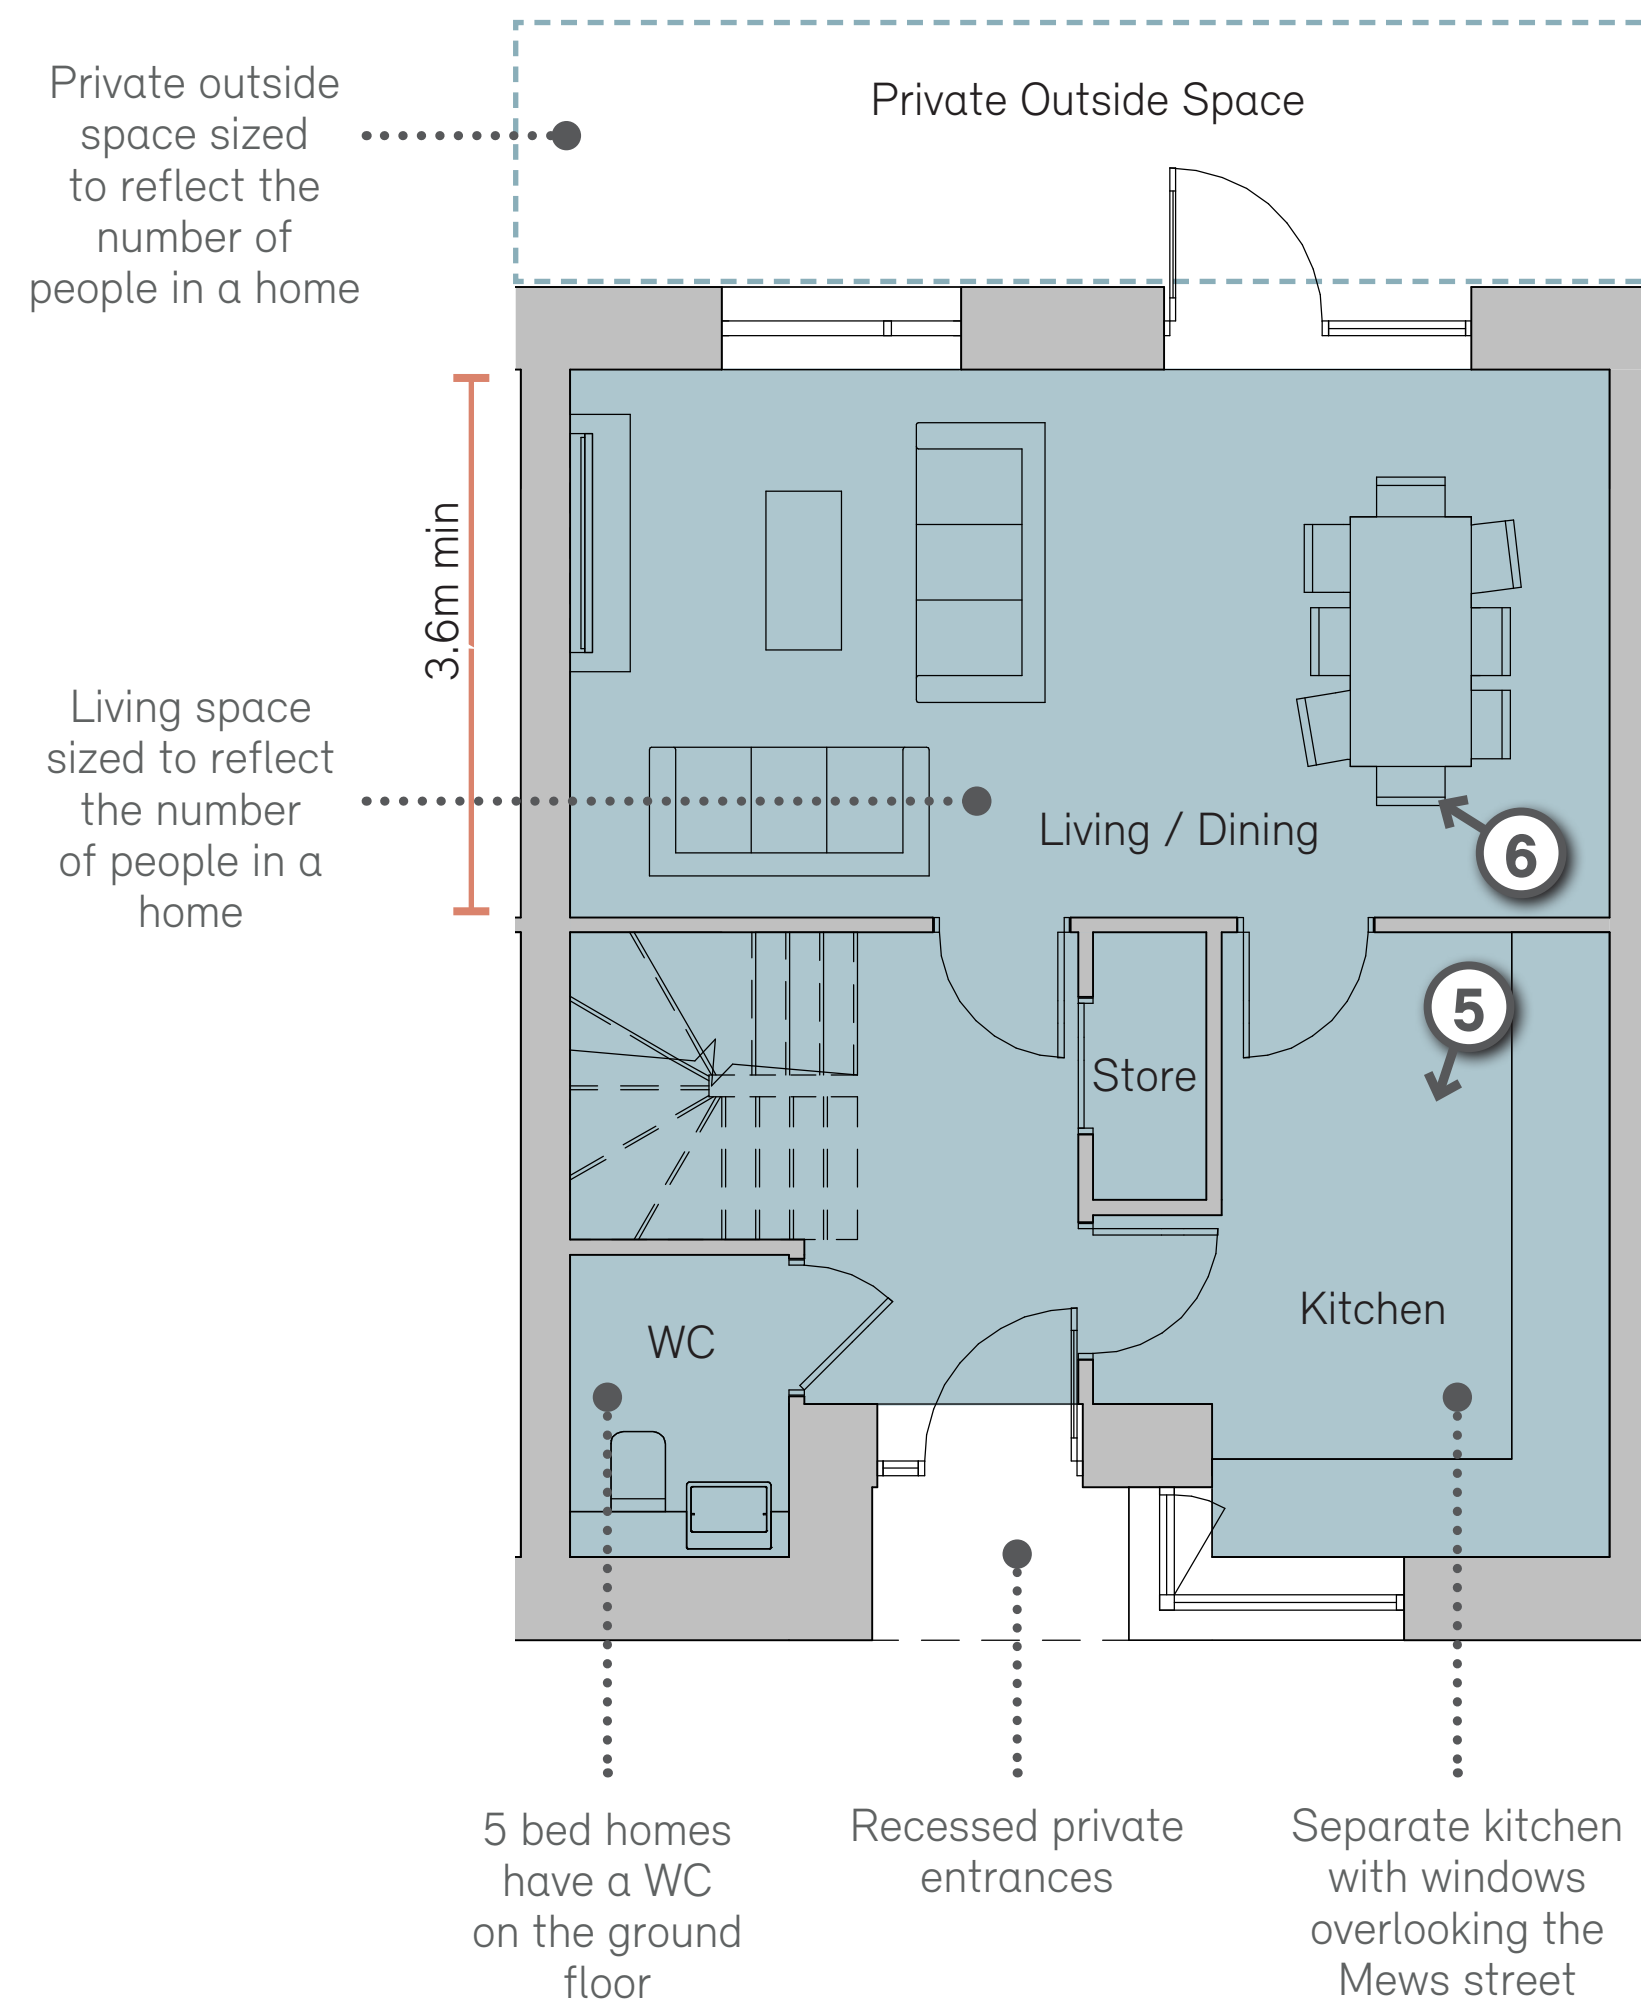 Private outside
space sized
to reflect the
number of
people in a home
Private Outside Space
3.6m min
Living space
sized to reflect
the number
of people in a
home
Living / Dining
6
5
Store
Kitchen
WC
5 bed homes
have a WC
on the ground
floor
Recessed private
entrances
Separate kitchen
with windows
overlooking the
Mews street